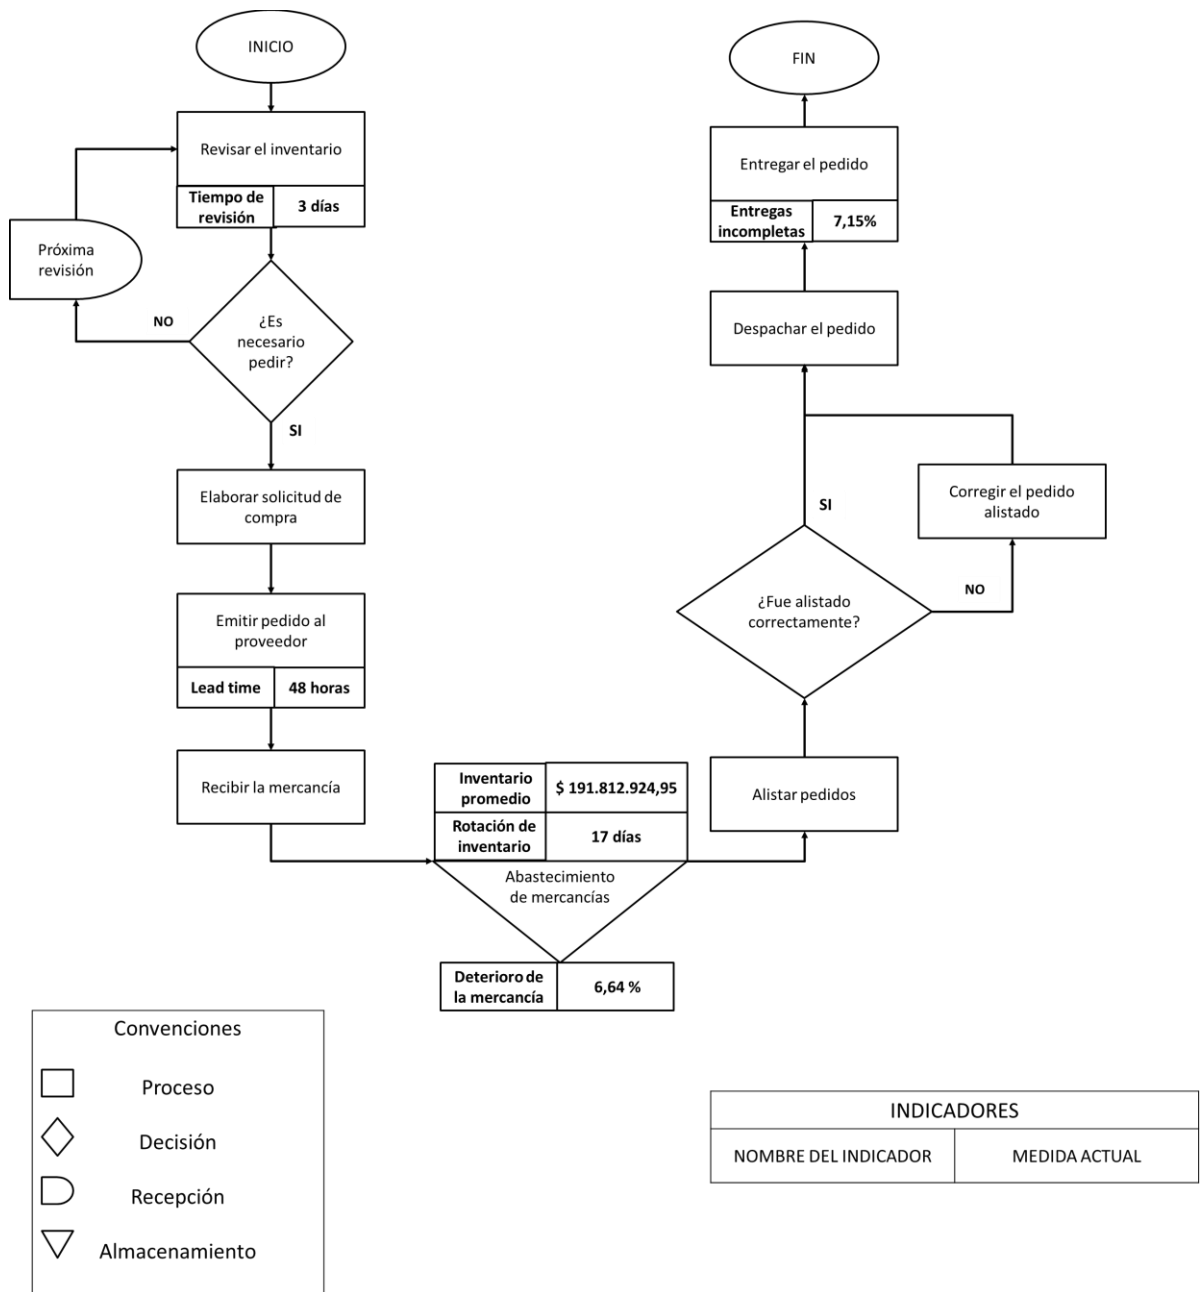 INICIO
Revisar el inventario
Tiempo de
revisión
3 días
Próxima
revisión
NO
¿Es
necesario
pedir?
SI
Elaborar solicitud de
compra
Emitir pedido al
proveedor
Lead time
48 horas
Recibir la mercancía
Inventario
promedio
$ 191.812.924,95
Rotación de
inventario
17 días
Abastecimiento
de mercancías
Deterioro de
la mercancía
6,64 %
Alistar pedidos
¿Fue alistado
correctamente?
NO
SI
Corregir el pedido
alistado
Despachar el pedido
Entregar el pedido
Entregas
incompletas
7,15%
FIN
Convenciones
Proceso
Decisión
Recepción
Almacenamiento
INDICADORES
NOMBRE DEL INDICADOR
MEDIDA ACTUAL